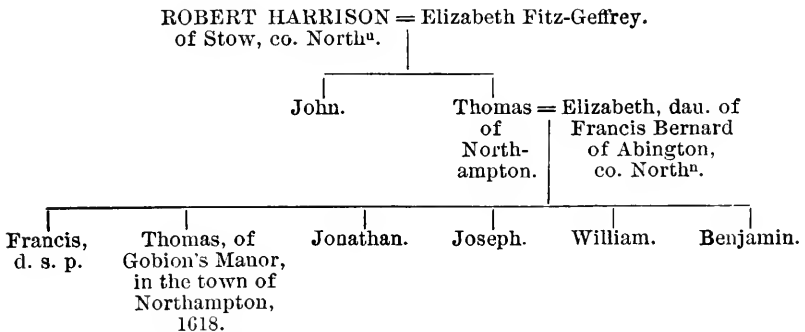 ROBERT HARRISON = Elizabeth Fitz-Geffrey.
of Stow, co. Northⁿ.
John.
Thomas = Elizabeth, dau. of
of Francis Bernard
North- of Abington,
ampton. co. Northⁿ.
Francis,
d. s. p.
Thomas, of
Gobion's Manor,
in the town of
Northampton,
1618.
Jonathan.
Joseph.
William.
Benjamin.